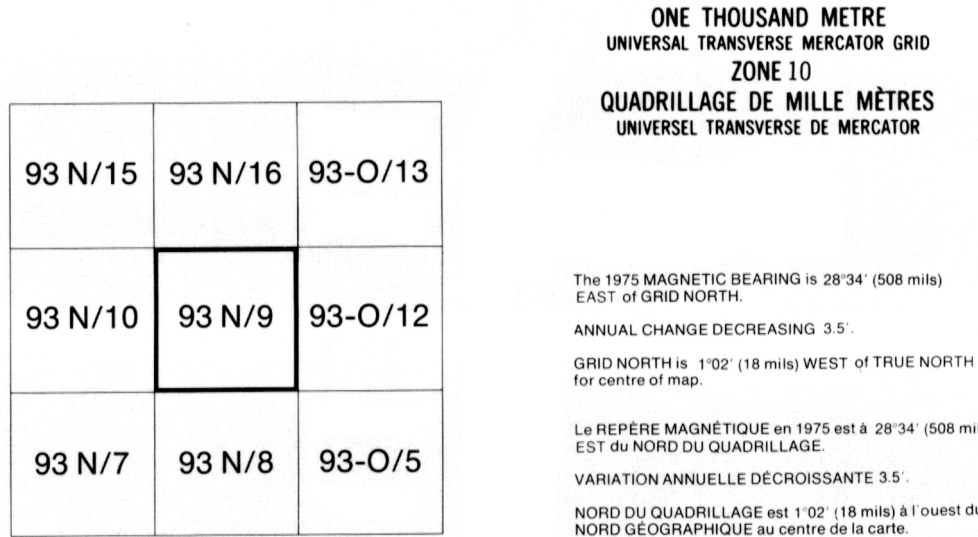 ONE THOUSAND METRE
UNIVERSAL TRANSVERSE MERCATOR GRID
ZONE 10
QUADRILLAGE DE MILLE MÈTRES
UNIVERSEL TRANSVERSE DE MERCATOR
93 N/15 93 N/16 93-O/13
93 N/10 93 N/9 93-O/12
93 N/7 93 N/8 93-O/5
The 1975 MAGNETIC BEARING is 28°34' (508 mils)
EAST of GRID NORTH.
ANNUAL CHANGE DECREASING 3.5'.
GRID NORTH is 1°02' (18 mils) WEST of TRUE NORTH
for centre of map.
Le REPÈRE MAGNÉTIQUE en 1975 est à 28°34' (508 mil
EST du NORD DU QUADRILLAGE.
VARIATION ANNUELLE DÉCROISSANTE 3.5'.
NORD DU QUADRILLAGE est 1°02' (18 mils) à l'ouest du
NORD GÉOGRAPHIQUE au centre de la carte.